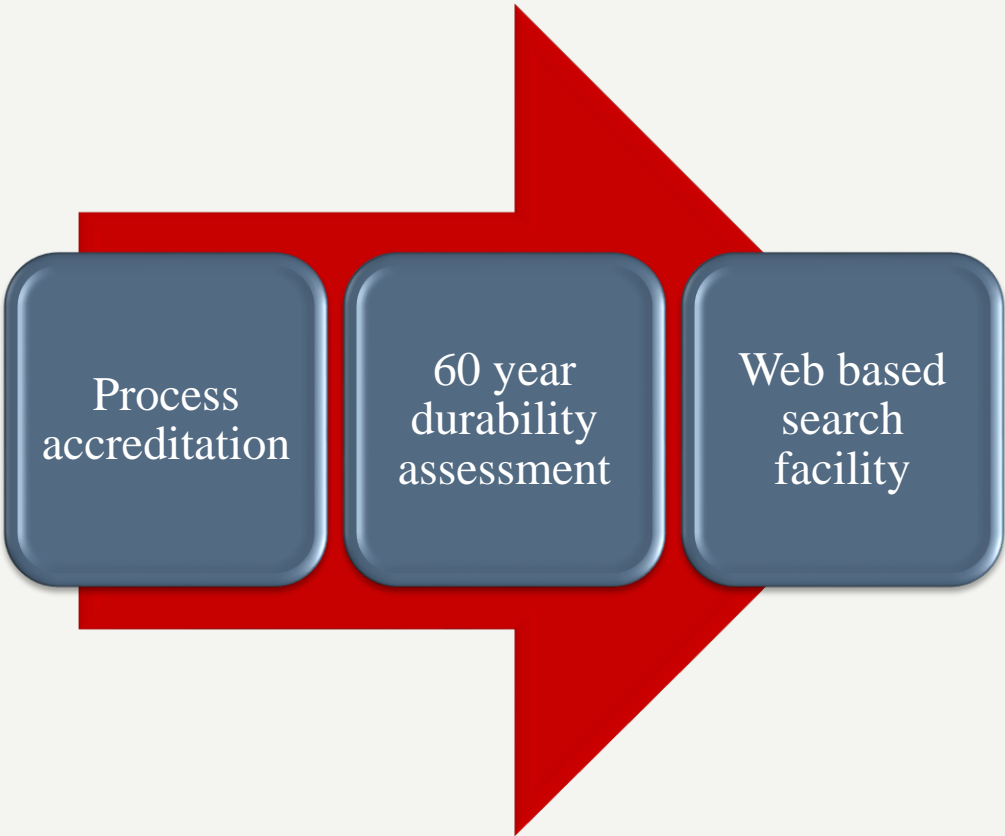 Process
accreditation
60 year
durability
assessment
Web based
search
facility